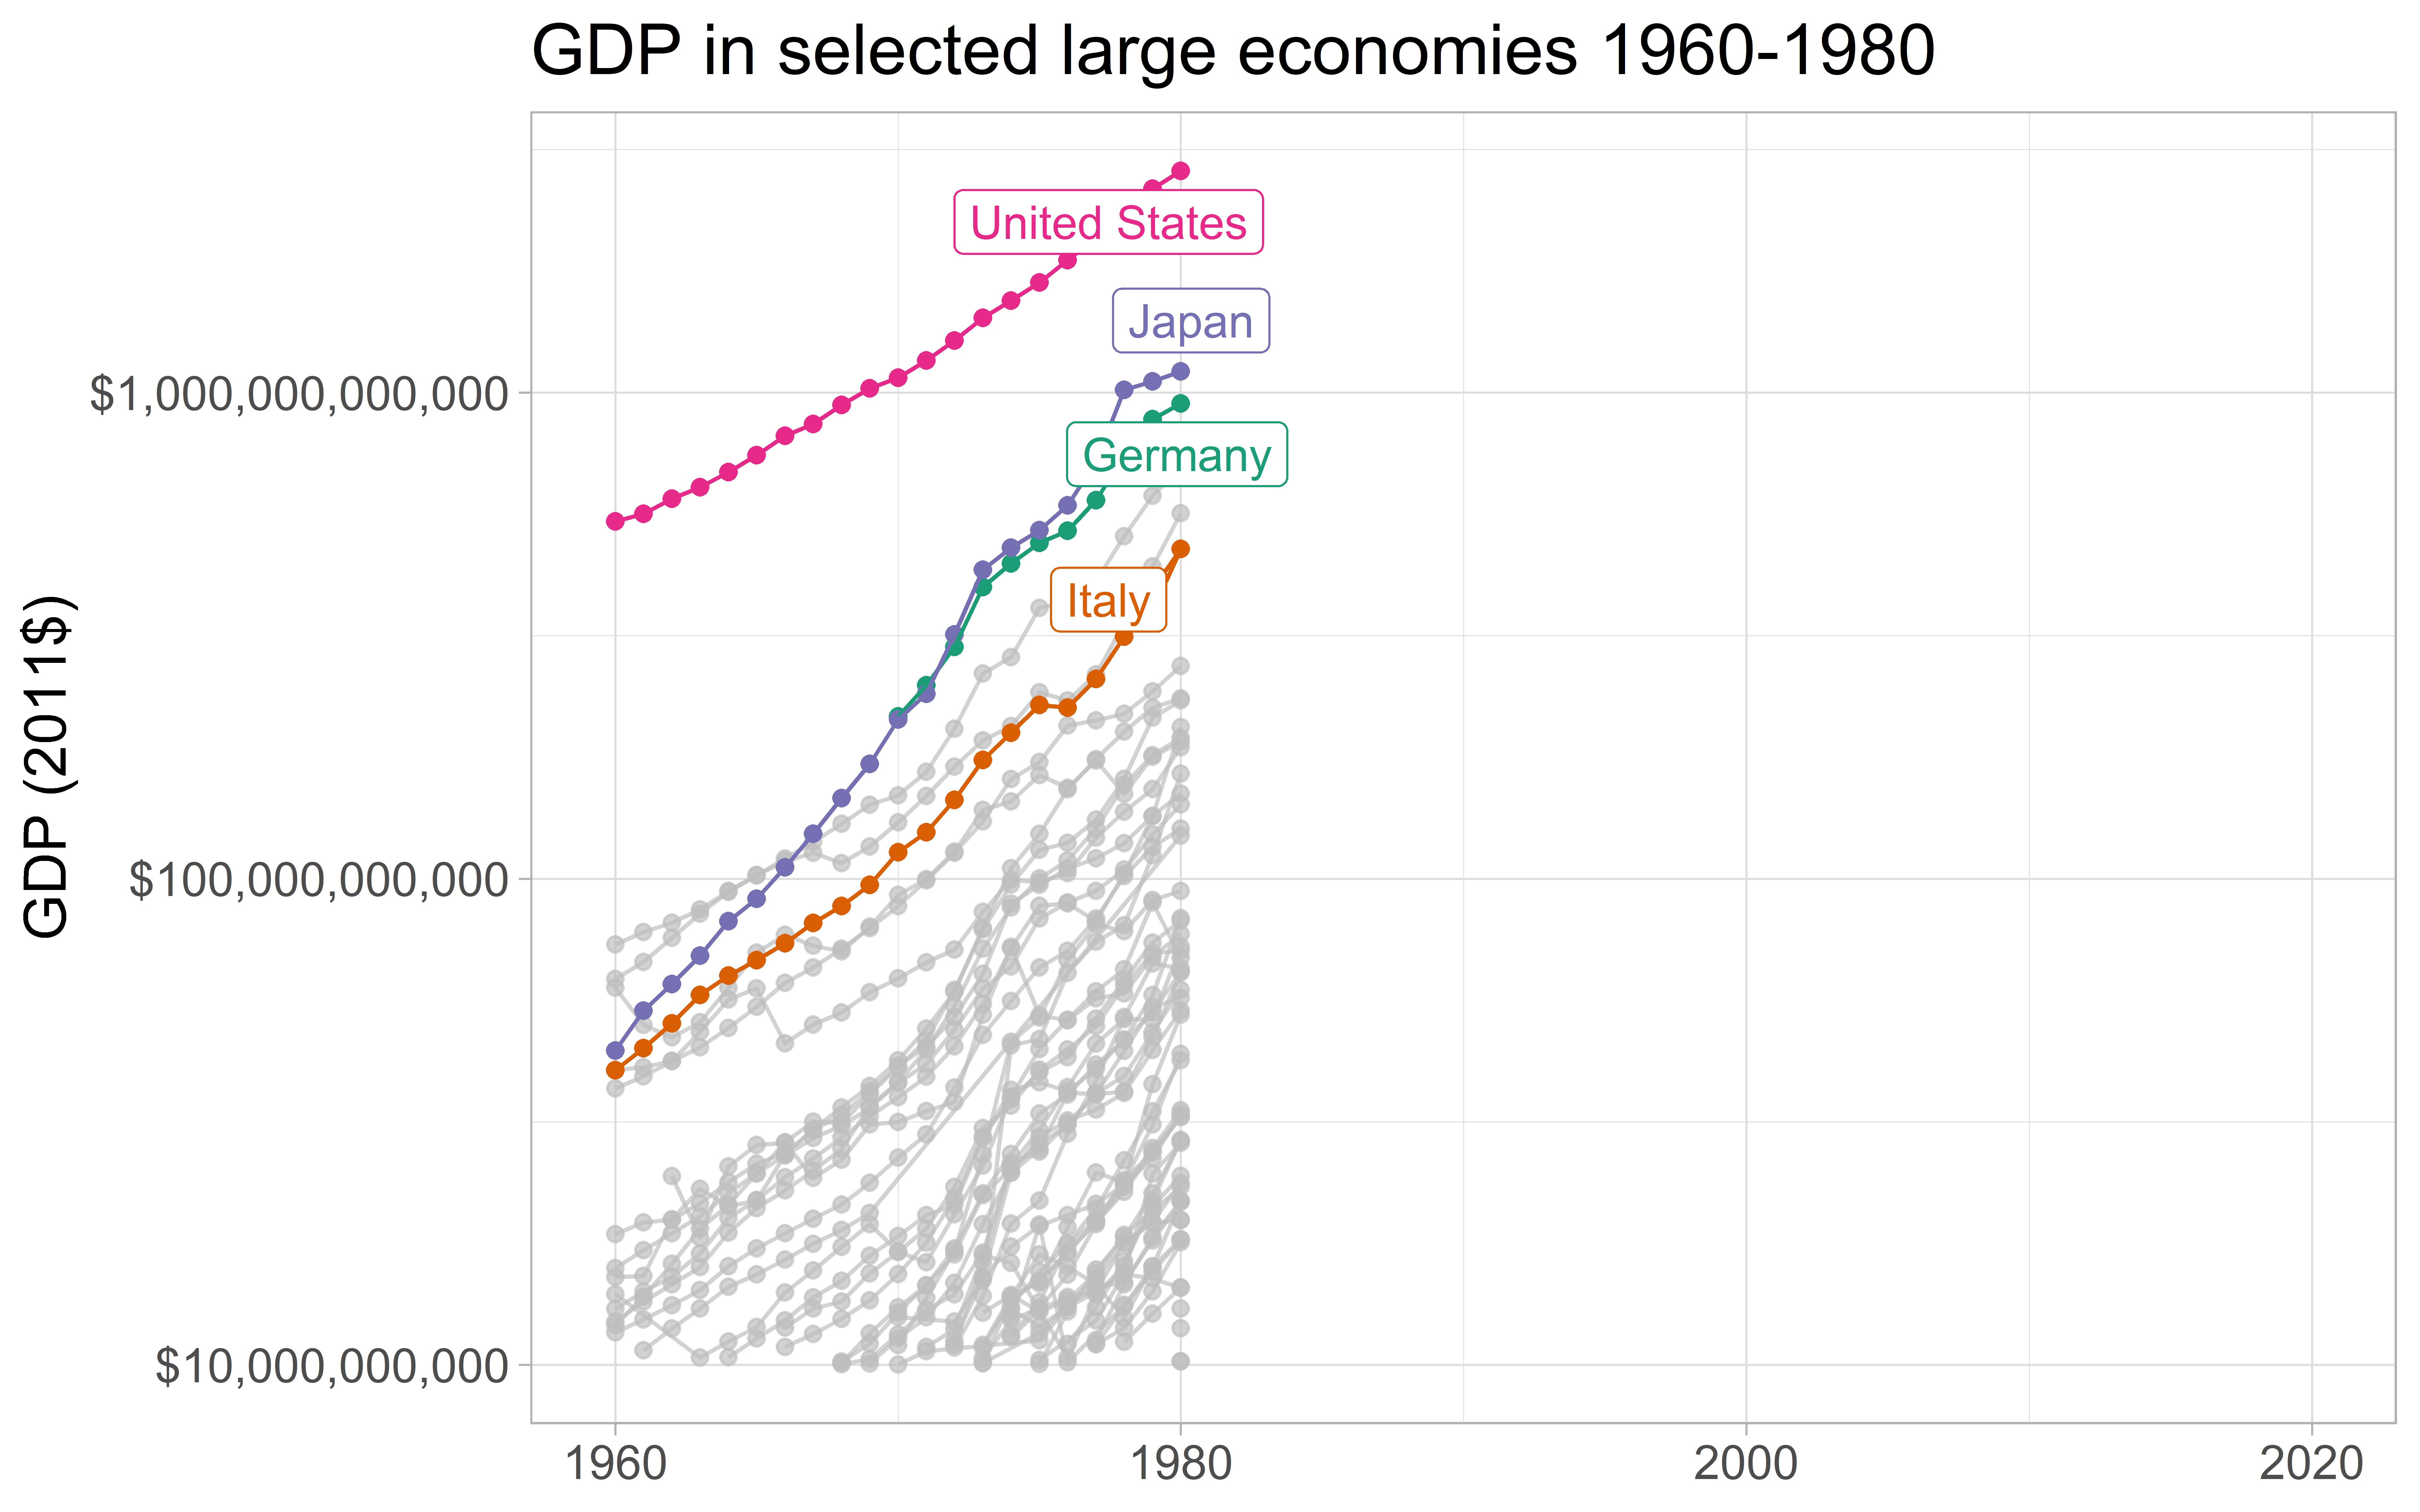 GDP in selected large economies 1960-1980
United States
Japan
$1,000,000,000,000
Germany
Italy
GDP (2011$)
$100,000,000,000
$10,000,000,000
1960 1980 2000 2020